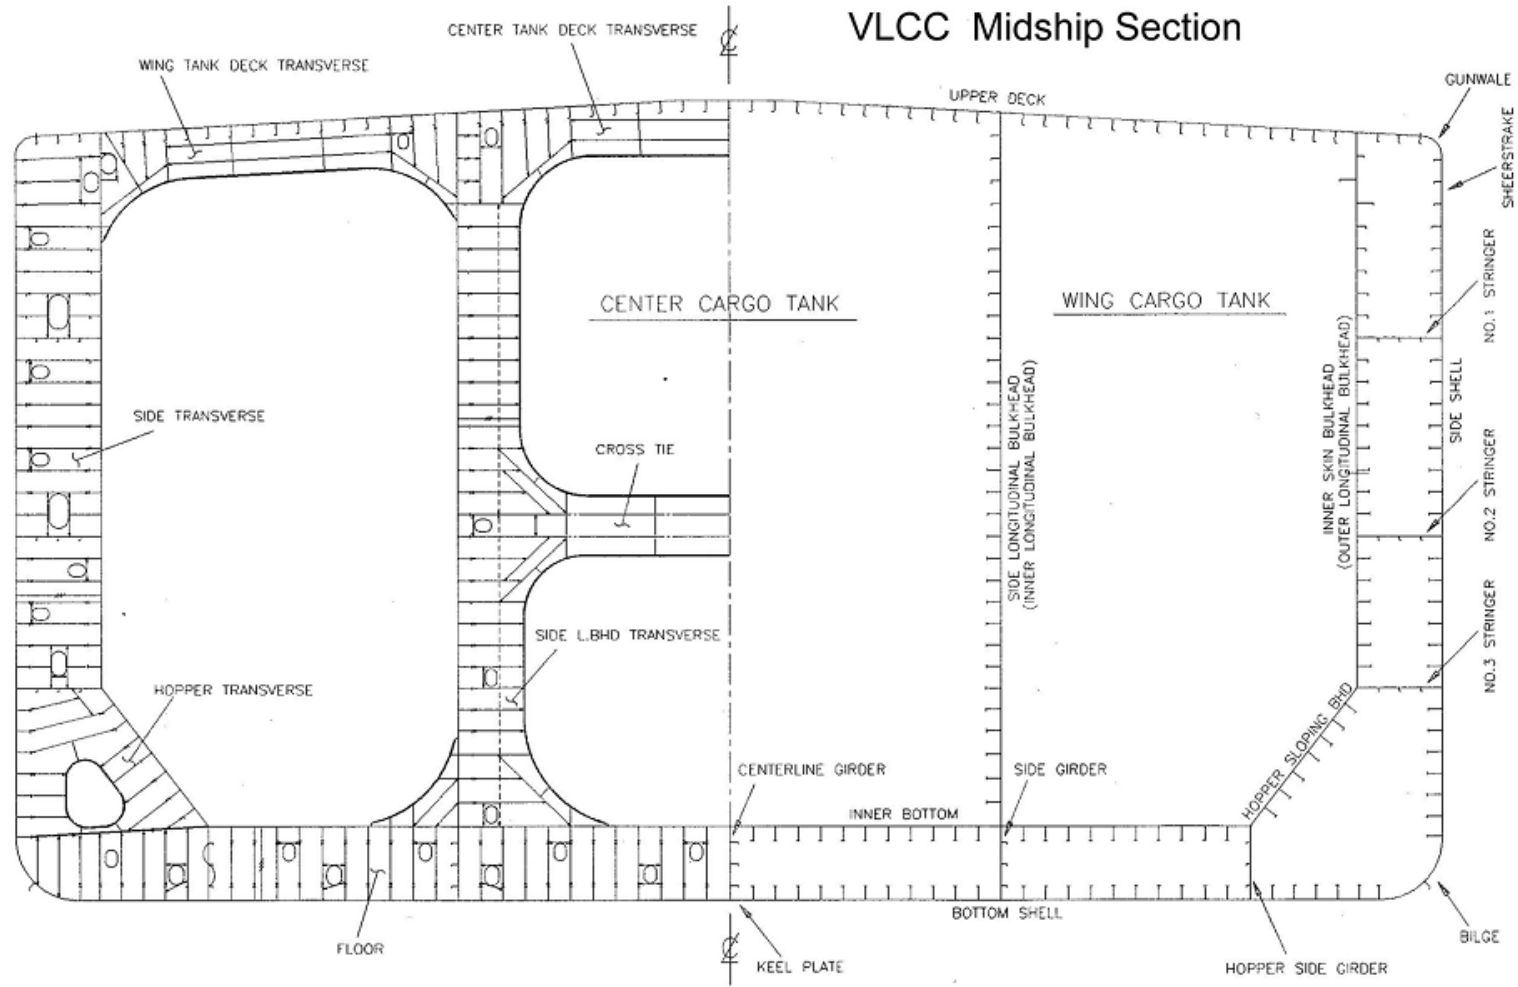 VLCC Midship Section
CENTER TANK DECK TRANSVERSE
WING TANK DECK TRANSVERSE
UPPER DECK
GUNWALE
SHEERSTRAKE
CENTER CARGO TANK
WING CARGO TANK
NO.1 STRINGER
SIDE TRANSVERSE
CROSS TIE
SIDE LONGITUDINAL BULKHEAD
(INNER LONGITUDINAL BULKHEAD)
INNER SKIN BULKHEAD
(OUTER LONGITUDINAL BULKHEAD)
SIDE SHELL
NO.2 STRINGER
SIDE L.BHD TRANSVERSE
NO.3 STRINGER
HOPPER TRANSVERSE
HOPPER SLOPING BHD
CENTERLINE GIRDER
SIDE GIRDER
INNER BOTTOM
BOTTOM SHELL
FLOOR
KEEL PLATE
HOPPER SIDE GIRDER
BILGE